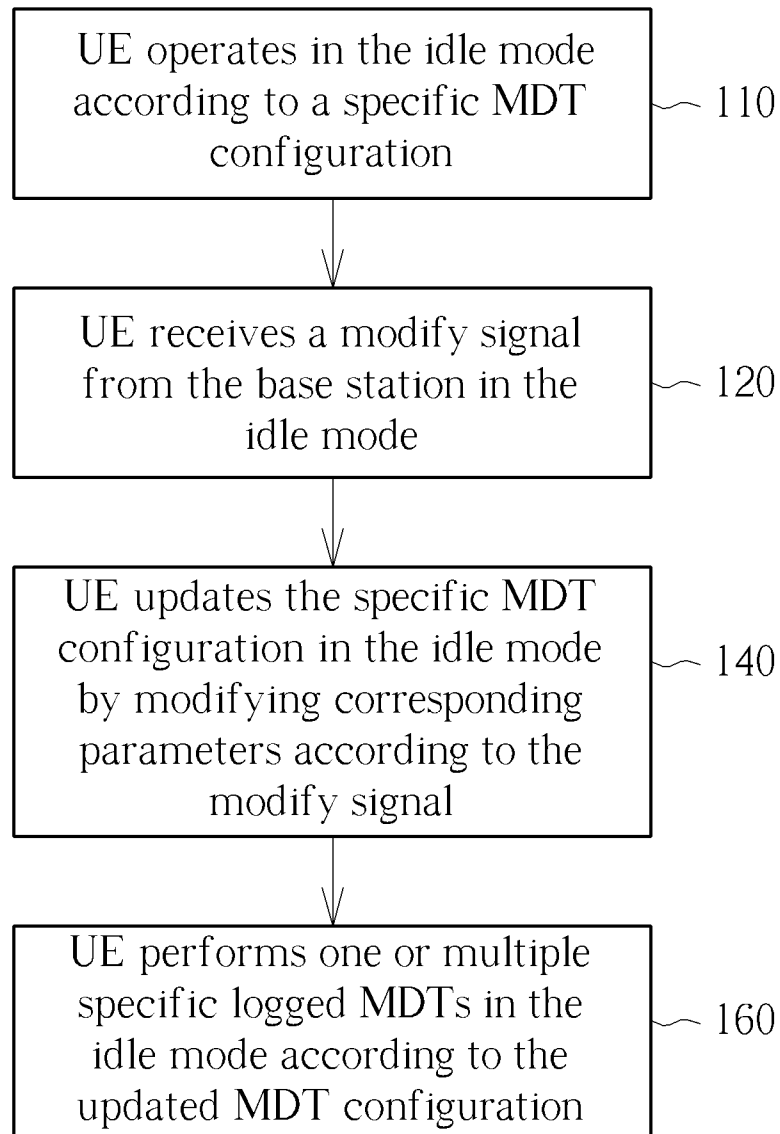 UE operates in the idle mode
according to a specific MDT
configuration
110
UE receives a modify signal
from the base station in the
idle mode
120
UE updates the specific MDT
configuration in the idle mode
by modifying corresponding
parameters according to the
modify signal
140
UE performs one or multiple
specific logged MDTs in the
idle mode according to the
updated MDT configuration
160